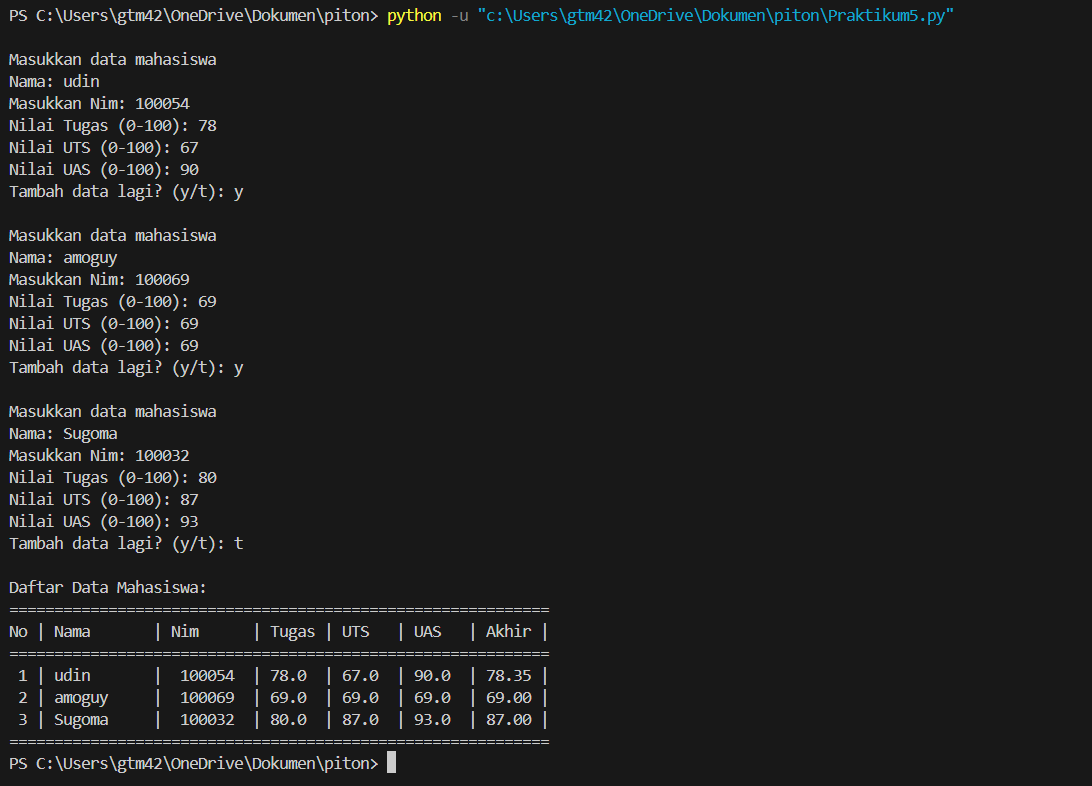 PS C:\Users\gtm42\OneDrive\Dokumen\piton> python -u "c:\Users\gtm42\OneDrive\Dokumen\piton\Praktikum5.py"

Masukkan data mahasiswa
Nama: udin
Masukkan Nim: 100054
Nilai Tugas (0-100): 78
Nilai UTS (0-100): 67
Nilai UAS (0-100): 90
Tambah data lagi? (y/t): y

Masukkan data mahasiswa
Nama: amoguy
Masukkan Nim: 100069
Nilai Tugas (0-100): 69
Nilai UTS (0-100): 69
Nilai UAS (0-100): 69
Tambah data lagi? (y/t): y

Masukkan data mahasiswa
Nama: Sugoma
Masukkan Nim: 100032
Nilai Tugas (0-100): 80
Nilai UTS (0-100): 87
Nilai UAS (0-100): 93
Tambah data lagi? (y/t): t

Daftar Data Mahasiswa:
============================================================
No | Nama       | Nim      | Tugas | UTS   | UAS   | Akhir |
============================================================
 1 | udin       |  100054  | 78.0  | 67.0  | 90.0  | 78.35 |
 2 | amoguy     |  100069  | 69.0  | 69.0  | 69.0  | 69.00 |
 3 | Sugoma     |  100032  | 80.0  | 87.0  | 93.0  | 87.00 |
============================================================
PS C:\Users\gtm42\OneDrive\Dokumen\piton>